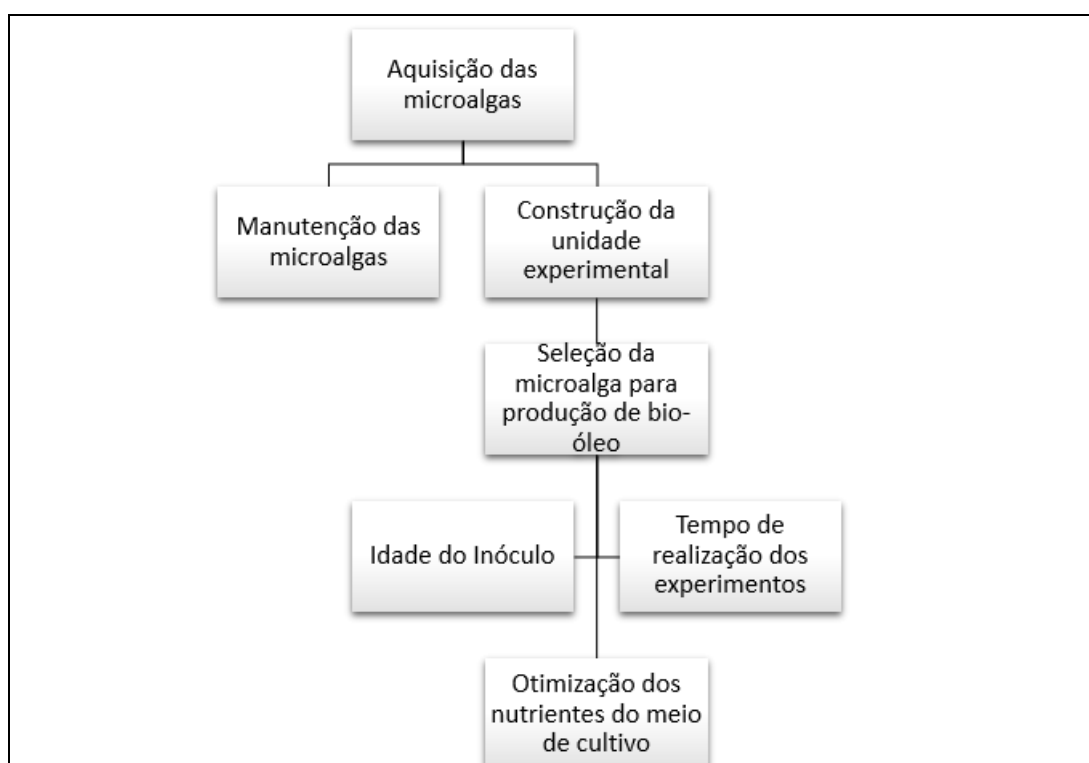 Aquisição das
microalgas
Manutenção das
microalgas
Construção da
unidade
experimental
Seleção da
microalga para
produção de bio-
óleo
Idade do Inóculo
Tempo de
realização dos
experimentos
Otimização dos
nutrientes do meio
de cultivo